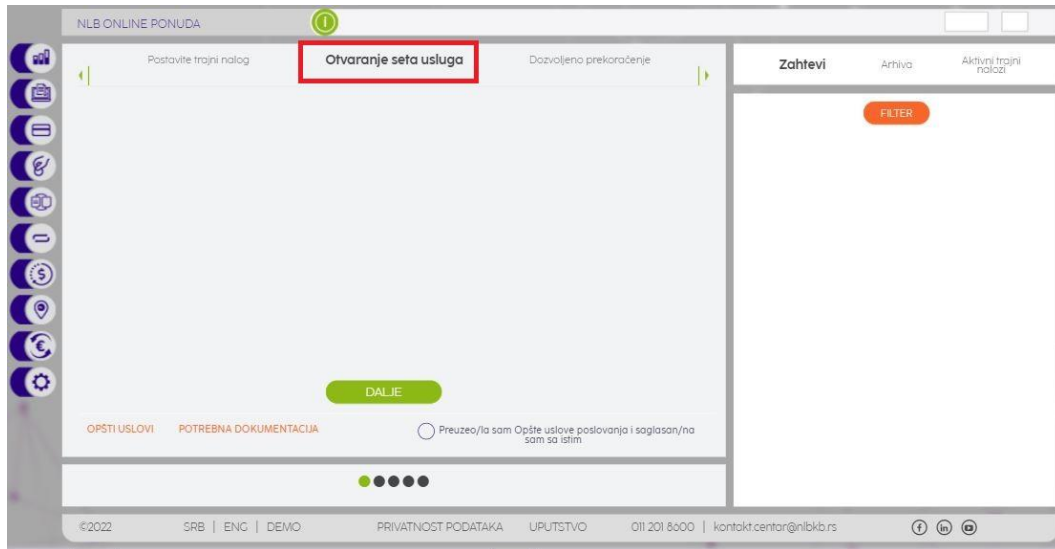 NLB ONLINE PONUDA
Postavite trajni nalog
Otvaranje seta usluga
Dozvoljeno prekoračenje
Zahtevi
Arhiva
Aktivni trajni
nalozi
FILTER
DALJE
OPŠTI USLOVI
POTREBNA DOKUMENTACIJA
Preuzeo/la sam Opšte uslove poslovanja i saglasan/na
sam sa istim
©2022
SRB | ENG | DEMO
PRIVATNOST PODATAKA
UPUTSTVO
011 201 8000 | kontakt.centar@nlbkb.rs